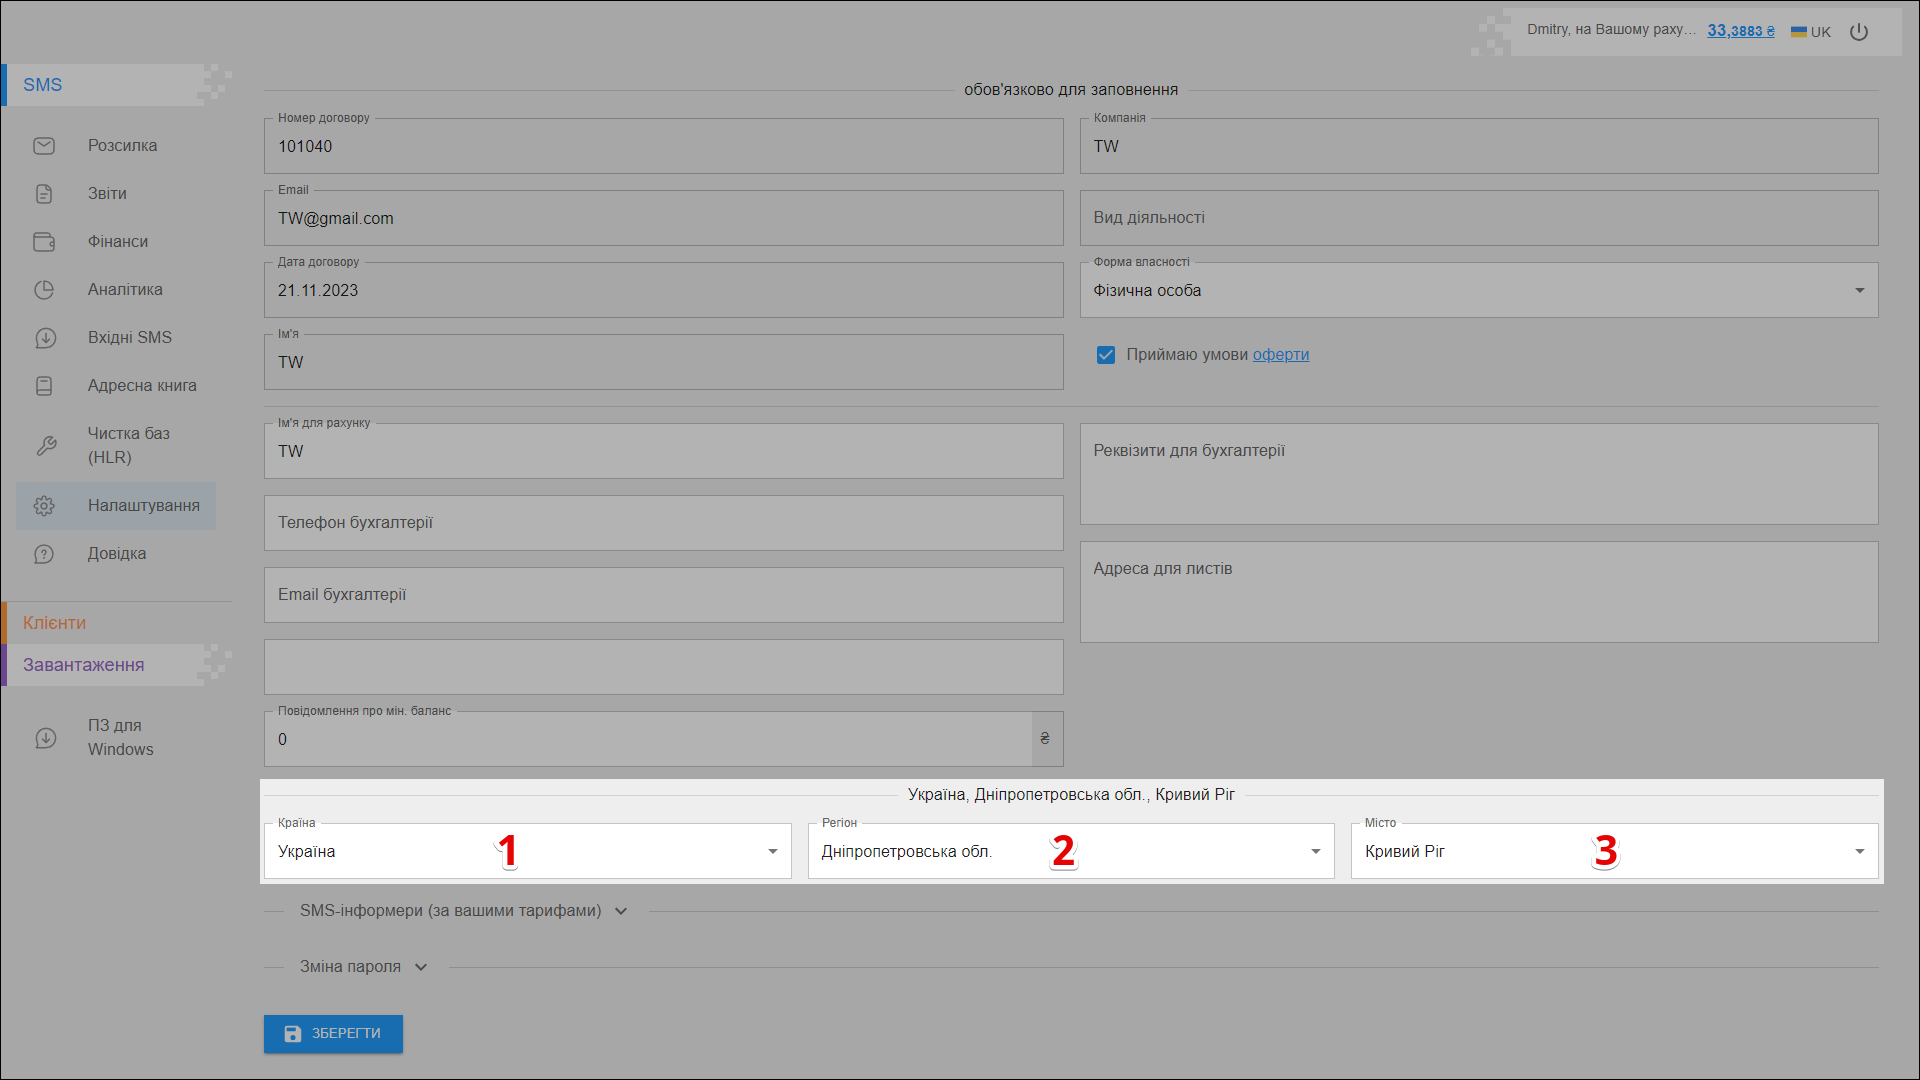 Dmitry, на Вашому раху...
33,3883 ₴
UK
SMS
Розсилка
Звіти
Фінанси
Аналітика
Вхідні SMS
Адресна книга
Чистка баз
(HLR)
Налаштування
Довідка
Клієнти
Завантаження
ПЗ для
Windows
обов'язково для заповнення
Номер договору
101040
Компанія
TW
Email
TW@gmail.com
Вид діяльності
Дата договору
21.11.2023
Форма власності
Фізична особа
Ім'я
TW
Приймаю умови оферти
Ім'я для рахунку
TW
Реквізити для бухгалтерії
Телефон бухгалтерії
Адреса для листів
Email бухгалтерії
Повідомлення про мін. баланс
0
₴
Україна, Дніпропетровська обл., Кривий Ріг
Країна
Україна
1
Регіон
Дніпропетровська обл.
2
Місто
Кривий Ріг
3
SMS-інформери (за вашими тарифами)
Зміна пароля
ЗБЕРЕГТИ